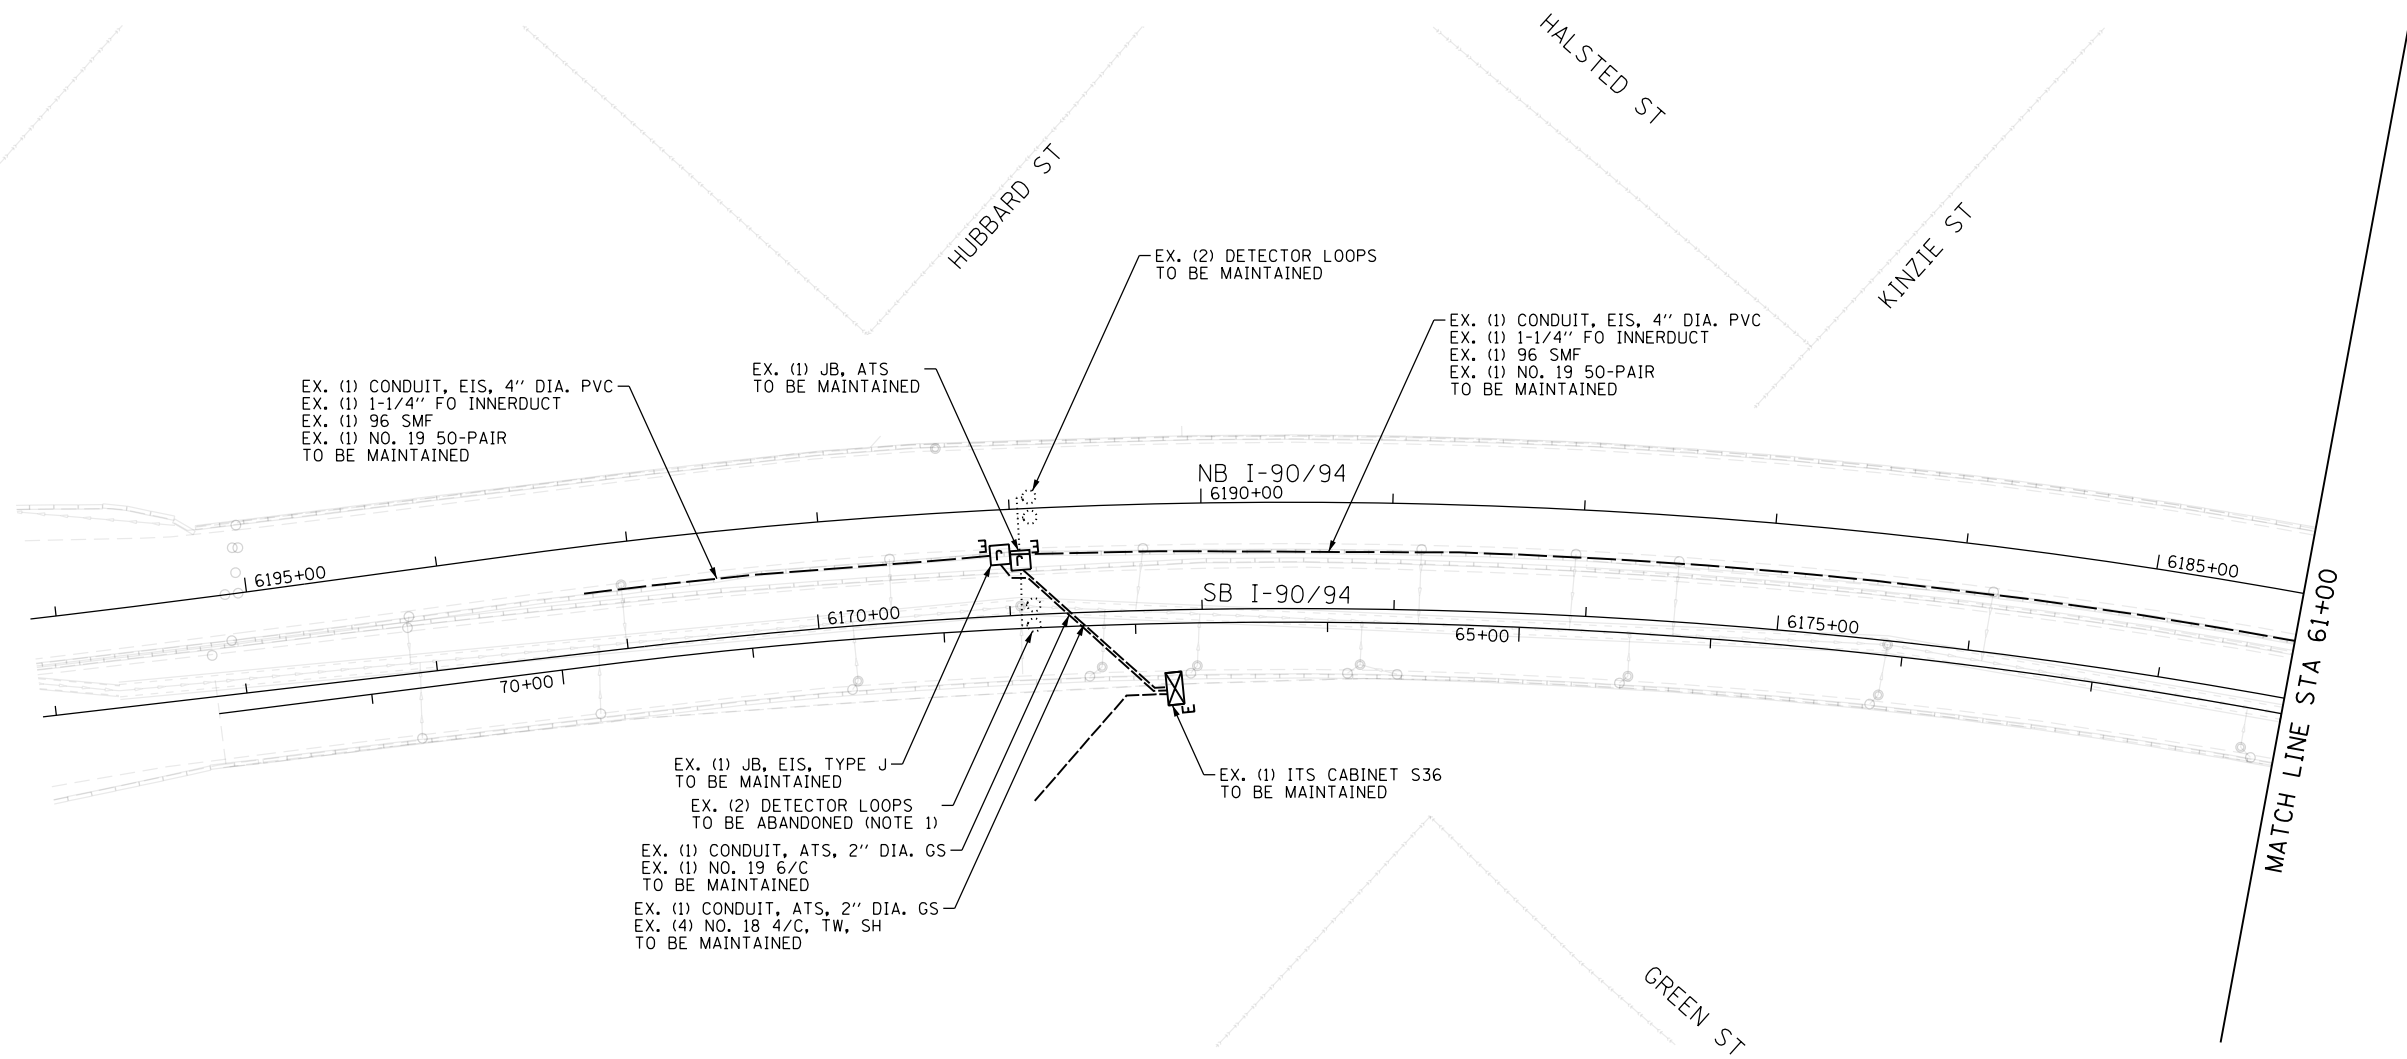 HALSTED ST
HUBBARD ST
KINZIE ST
EX. (2) DETECTOR LOOPS
TO BE MAINTAINED
EX. (1) CONDUIT, EIS, 4'' DIA. PVC
EX. (1) 1-1/4'' FO INNERDUCT
EX. (1) 96 SMF
EX. (1) NO. 19 50-PAIR
TO BE MAINTAINED
EX. (1) JB, ATS
TO BE MAINTAINED
EX. (1) CONDUIT, EIS, 4'' DIA. PVC
EX. (1) 1-1/4'' FO INNERDUCT
EX. (1) 96 SMF
EX. (1) NO. 19 50-PAIR
TO BE MAINTAINED
NB I-90/94
6190+00
E
J
J
E
6195+00
6185+00
SB I-90/94
6170+00
6175+00
65+00
70+00
E
MATCH LINE STA 61+00
EX. (1) JB, EIS, TYPE J
TO BE MAINTAINED
EX. (1) ITS CABINET S36
TO BE MAINTAINED
EX. (2) DETECTOR LOOPS
TO BE ABANDONED (NOTE 1)
EX. (1) CONDUIT, ATS, 2'' DIA. GS
EX. (1) NO. 19 6/C
TO BE MAINTAINED
EX. (1) CONDUIT, ATS, 2'' DIA. GS
EX. (4) NO. 18 4/C, TW, SH
TO BE MAINTAINED
GREEN ST